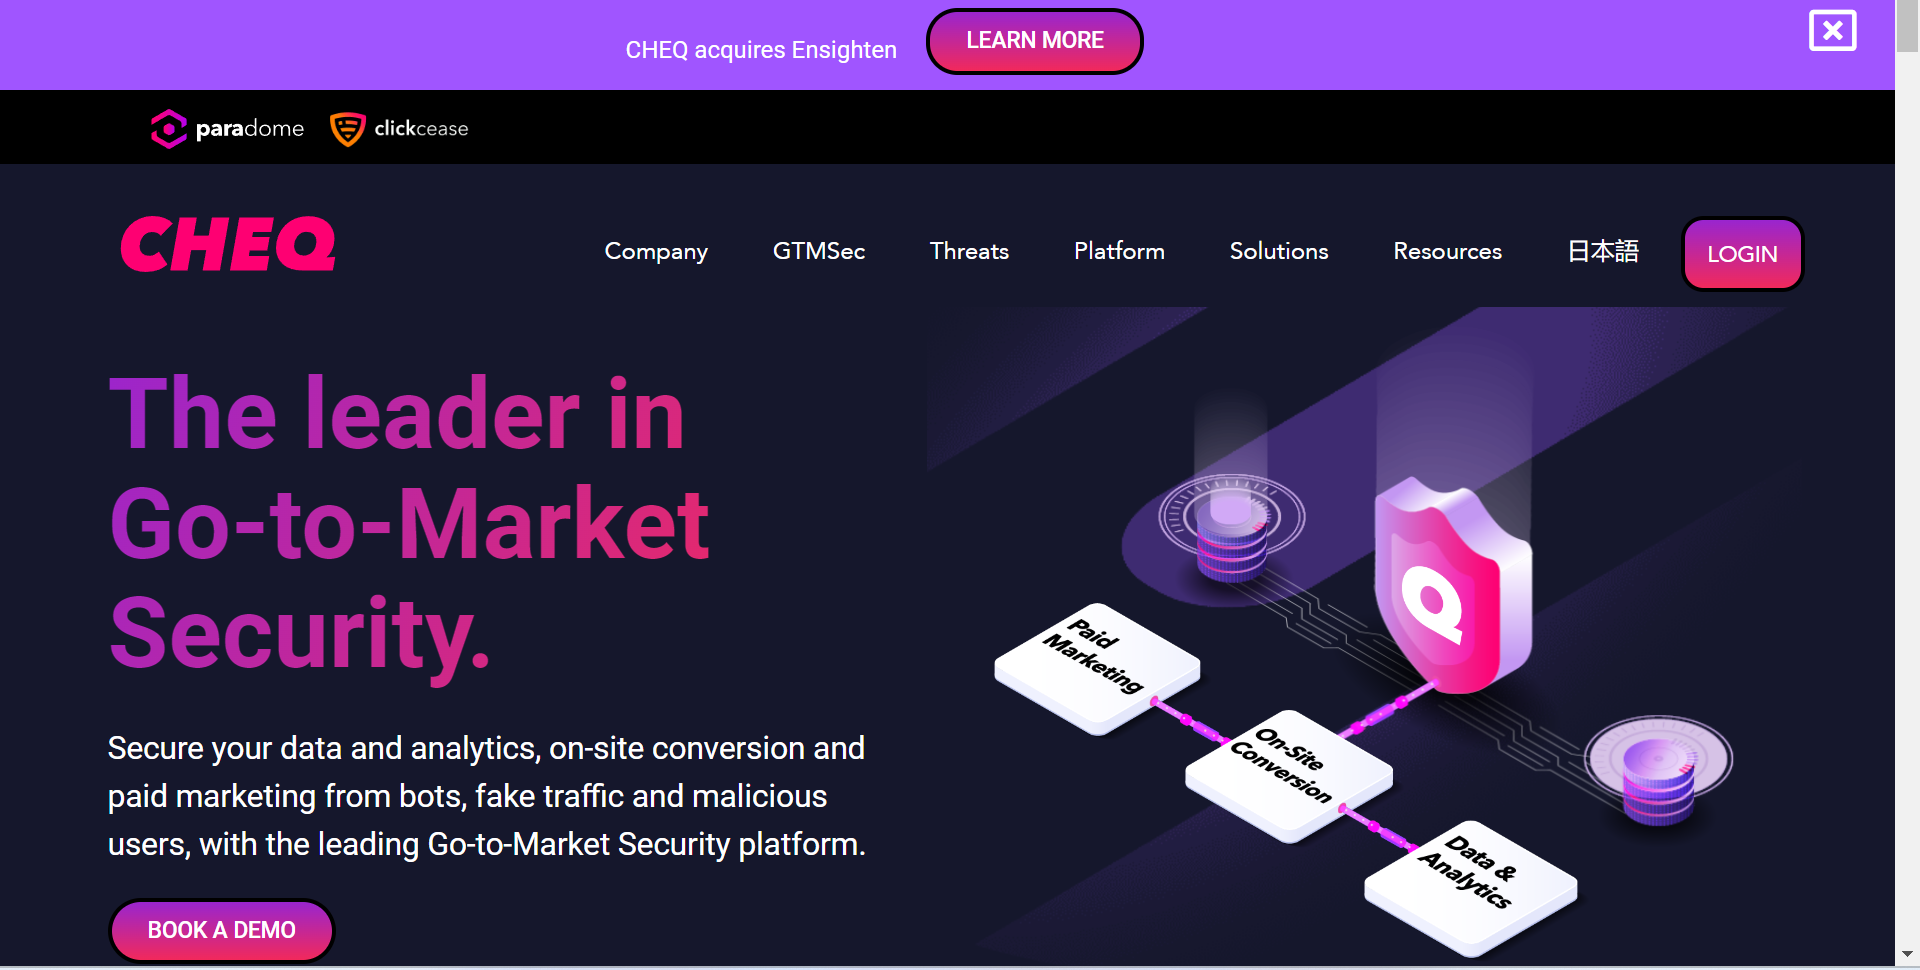 CHEQ acquires Ensighten
LEARN MORE
paradome
clickcease
CHEQ
Company
GTMSec
Threats
Platform
Solutions
Resources
日本語
LOGIN
The leader in
Go-to-Market
Security.
Secure your data and analytics, on-site conversion and
paid marketing from bots, fake traffic and malicious
users, with the leading Go-to-Market Security platform.
BOOK A DEMO
Paid
Marketing
On-Site
Conversion
Data &
Analytics
Q